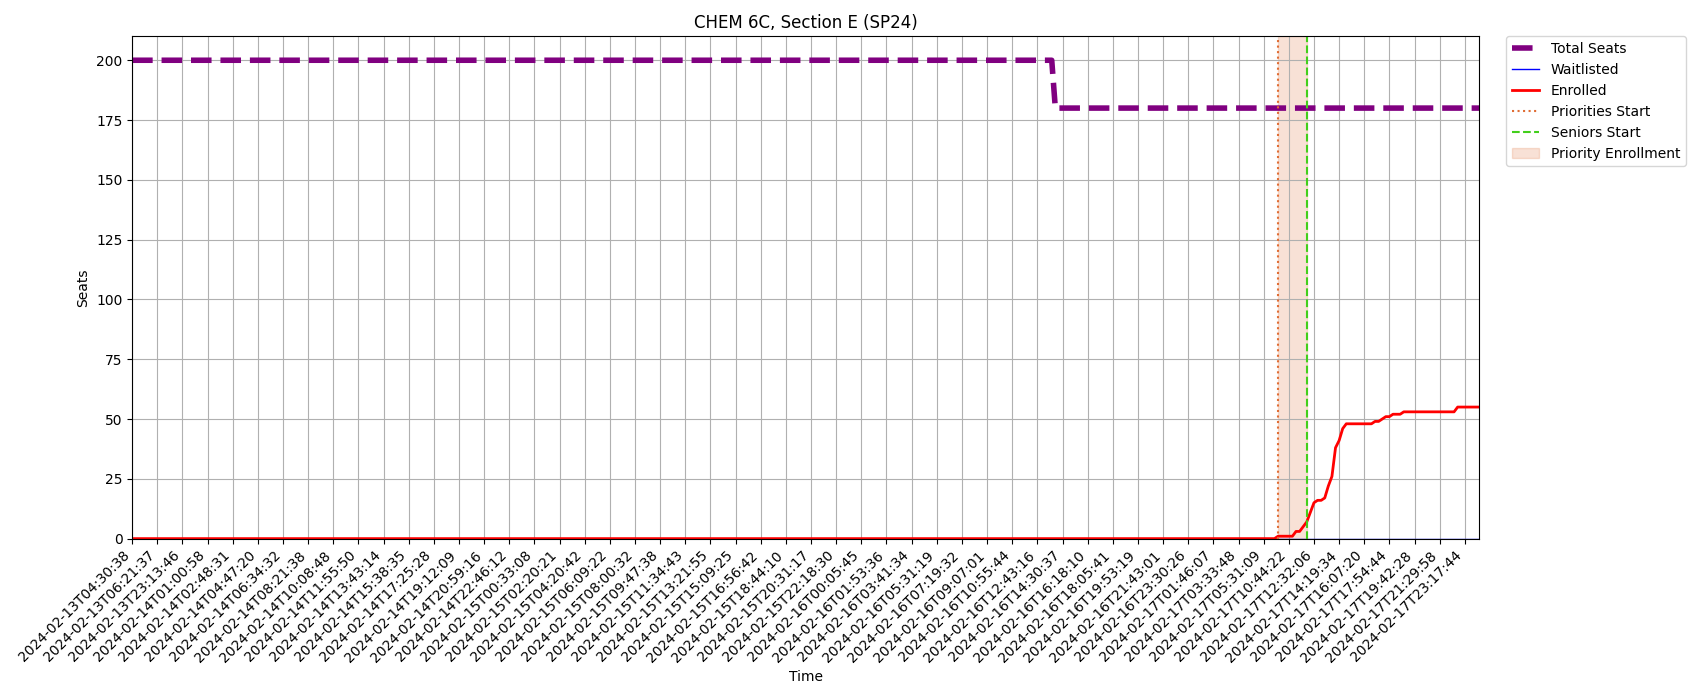 CHEM 6C, Section E (SP24)
Total Seats
Waitlisted
Enrolled
Priorities Start
Seniors Start
Priority Enrollment
Seats
200
175
150
125
100
75
50
25
0
2024-02-13T04:30:38
2024-02-13T06:21:37
2024-02-13T23:13:46
2024-02-14T01:00:58
2024-02-14T02:48:31
2024-02-14T04:47:20
2024-02-14T06:34:32
2024-02-14T08:21:38
2024-02-14T10:08:48
2024-02-14T11:55:50
2024-02-14T13:43:14
2024-02-14T15:38:35
2024-02-14T17:25:28
2024-02-14T19:12:09
2024-02-14T20:59:16
2024-02-14T22:46:12
2024-02-15T00:33:08
2024-02-15T02:20:21
2024-02-15T04:20:42
2024-02-15T06:09:22
2024-02-15T08:00:32
2024-02-15T09:47:38
2024-02-15T11:34:43
2024-02-15T13:21:55
2024-02-15T15:09:25
2024-02-15T16:56:42
2024-02-15T18:44:10
2024-02-15T20:31:17
2024-02-15T22:18:30
2024-02-16T00:05:45
2024-02-16T01:53:36
2024-02-16T03:41:34
2024-02-16T05:31:19
2024-02-16T07:19:32
2024-02-16T09:07:01
2024-02-16T10:55:44
2024-02-16T12:43:16
2024-02-16T14:30:37
2024-02-16T16:18:10
2024-02-16T18:05:41
2024-02-16T19:53:19
2024-02-16T21:43:01
2024-02-16T23:30:26
2024-02-17T01:46:07
2024-02-17T03:33:48
2024-02-17T05:31:09
2024-02-17T10:44:22
2024-02-17T12:32:06
2024-02-17T14:19:34
2024-02-17T16:07:20
2024-02-17T17:54:44
2024-02-17T19:42:28
2024-02-17T21:29:58
2024-02-17T23:17:44
Time